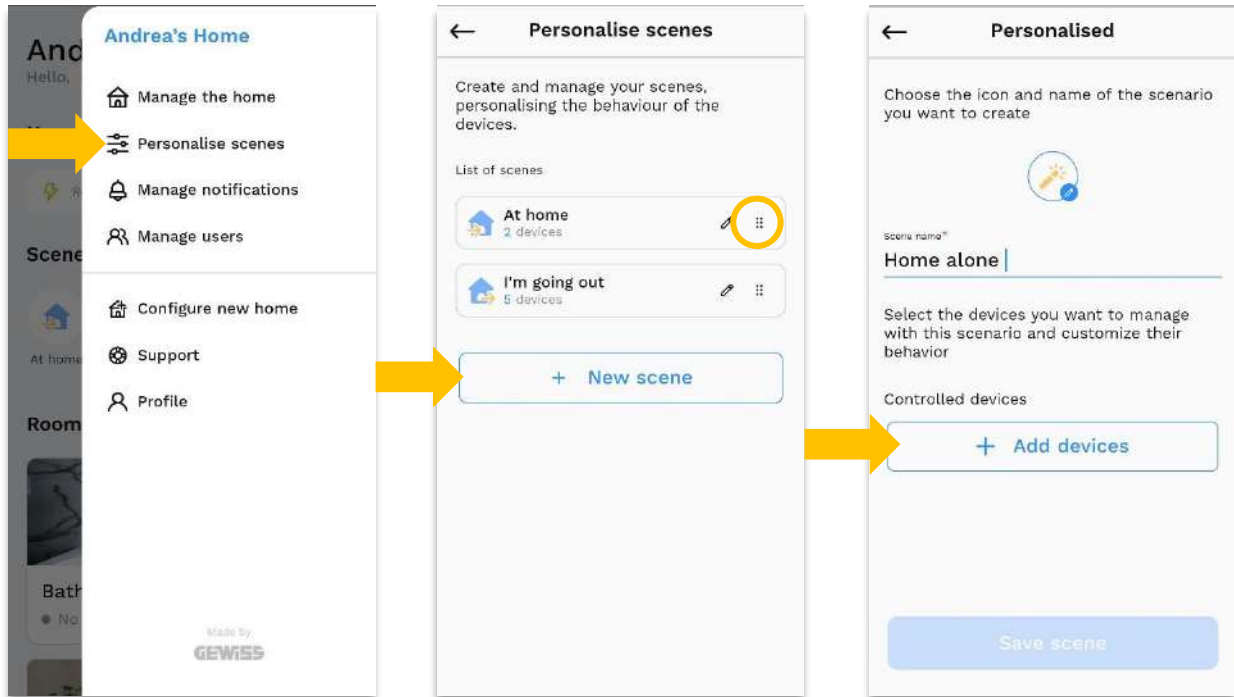 And
Hello,
Scene
At home
Room
Bath
No
Andrea's Home
Manage the home
Personalise scenes
Manage notifications
Manage users
Configure new home
Support
Profile
Made by
GEWiSS
Personalise scenes
Create and manage your scenes,
personalising the behaviour of the
devices.
List of scenes
At home
2 devices
I'm going out
5 devices
+ New scene
Personalised
Choose the icon and name of the scenario
you want to create
Scene name*
Home alone
Select the devices you want to manage
with this scenario and customize their
behavior
Controlled devices
+ Add devices
Save scene